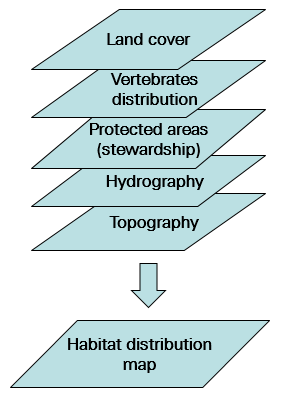 Land cover
Vertebrates
distribution
Protected areas
(stewardship)
Hydrography
Topography
Habitat distribution
map